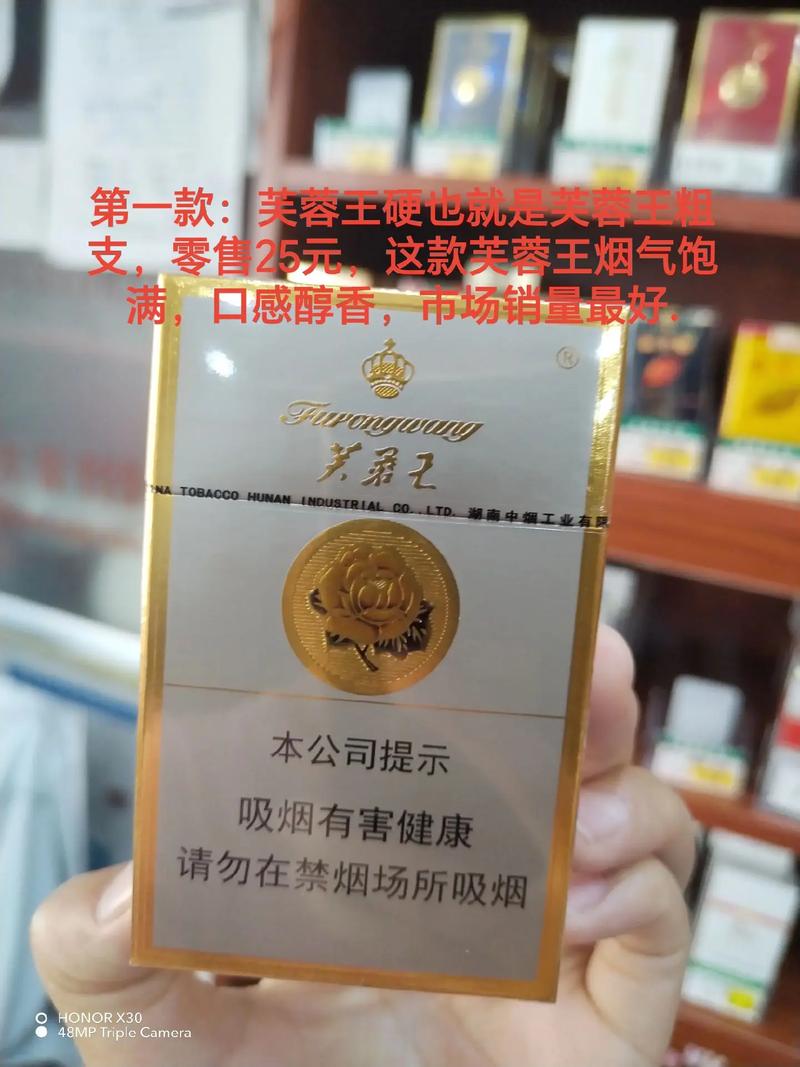 第一款：芙蓉王硬也就是芙蓉王粗
支，零售25元，这款芙蓉王烟气饱
满，口感醇香，市场销量最好.
®
Furongwang
芙蓉王
NA TOBACCO HUNAN INDUSTRIAL CO.,LTD. 湖南中烟工业有限
本公司提示
吸烟有害健康
请勿在禁烟场所吸烟
HONOR X30
48MP Triple Camera